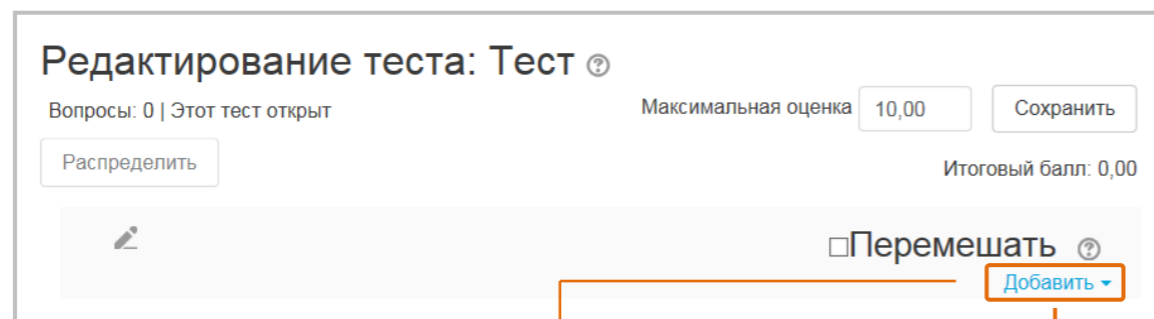 Редактирование теста: Тест
Вопросы: 0 | Этот тест открыт
Максимальная оценка 10,00 Сохранить
Распределить
Итоговый балл: 0,00
Перемешать
Добавить